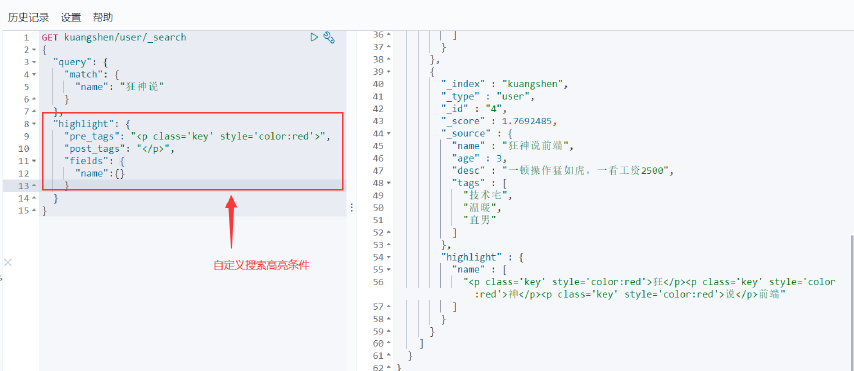 历史记录 设置 帮助
1 GET kuangshen/user/_search
2 {
3 "query": {
4 "match": {
5 "name": "狂神说"
6 }
7 },
8 "highlight": {
9 "pre_tags": "<p class='key' style='color:red'>",
10 "post_tags": "</p>",
11 "fields": {
12 "name":{}
13 }
14 }
15 }
自定义搜索高亮条件
36 ]
37 }
38 },
39 {
40 "_index" : "kuangshen",
41 "_type" : "user",
42 "_id" : "4",
43 "_score" : 1.7692485,
44 "_source" : {
45 "name" : "狂神说前端",
46 "age" : 3,
47 "desc" : "一顿操作猛如虎，一看工资2500",
48 "tags" : [
49 "技术宅",
50 "温暖",
51 "直男"
52 ]
53 },
54 "highlight" : {
55 "name" : [
56 "<p class='key' style='color:red'>狂</p><p class='key' style='color
:red'>神</p><p class='key' style='color:red'>说</p>前端"
57 ]
58 }
59 }
60 ]
61 }
62 }